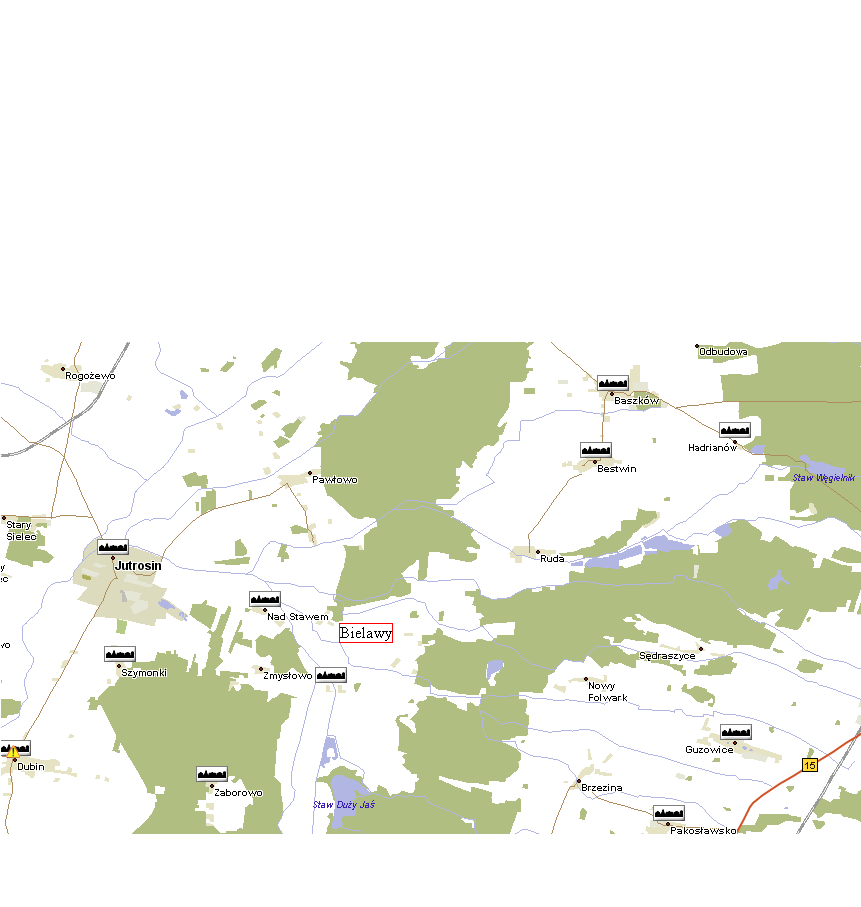 Odbudowa
Rogożewo
Baszków
Hadrianów
Bestwin
Staw Węgielnik
Pawłowo
Stary
Sielec
Ruda
Jutrosin
Nad Stawem
Bielawy
Sędraszyce
Szymonki
Zmysłowo
Nowy
Folwark
Guzowice
15
Dubin
Brzezina
Zaborowo
Staw Duży Jaś
Pakosławsko